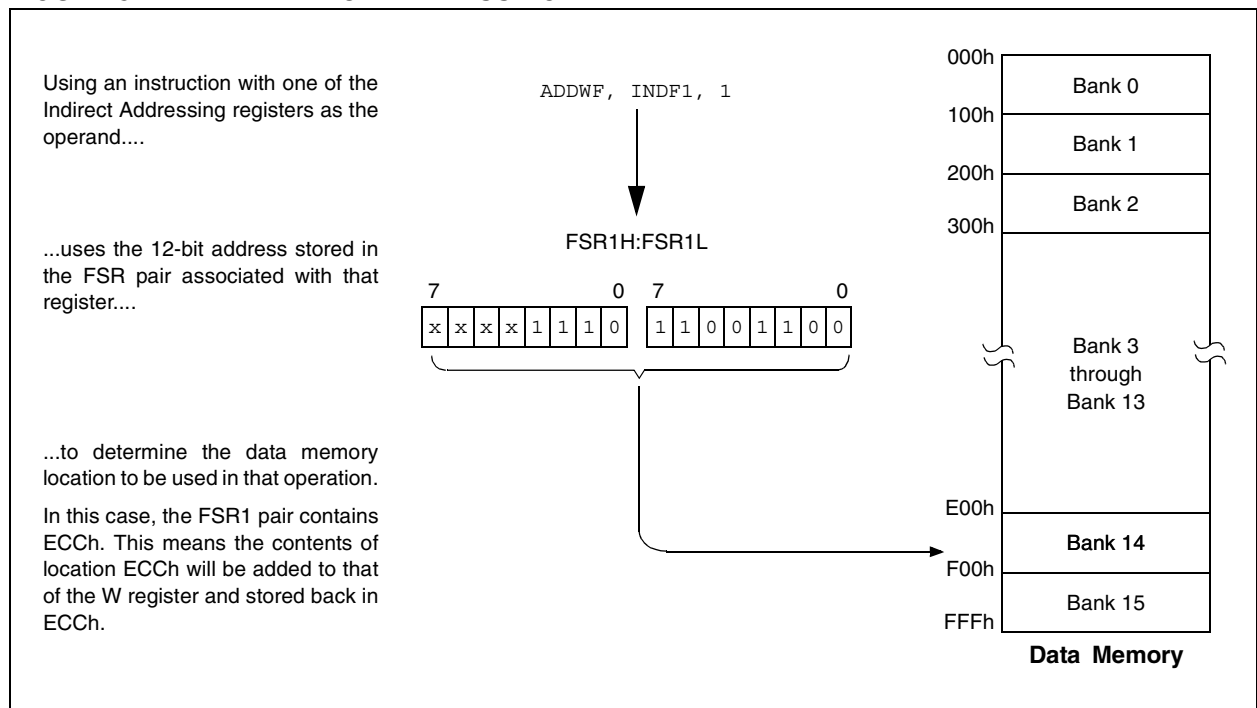 Using an instruction with one of the
Indirect Addressing registers as the
operand....
ADDWF, INDF1, 1
...uses the 12-bit address stored in
the FSR pair associated with that
register....
FSR1H:FSR1L
7 0 7 0
x x x x 1 1 1 0 1 1 0 0 1 1 0 0
...to determine the data memory
location to be used in that operation.
In this case, the FSR1 pair contains
ECCh. This means the contents of
location ECCh will be added to that
of the W register and stored back in
ECCh.
000h
Bank 0
100h
Bank 1
200h
Bank 2
300h
Bank 3
through
Bank 13
E00h
Bank 14
F00h
Bank 15
FFFh
Data Memory